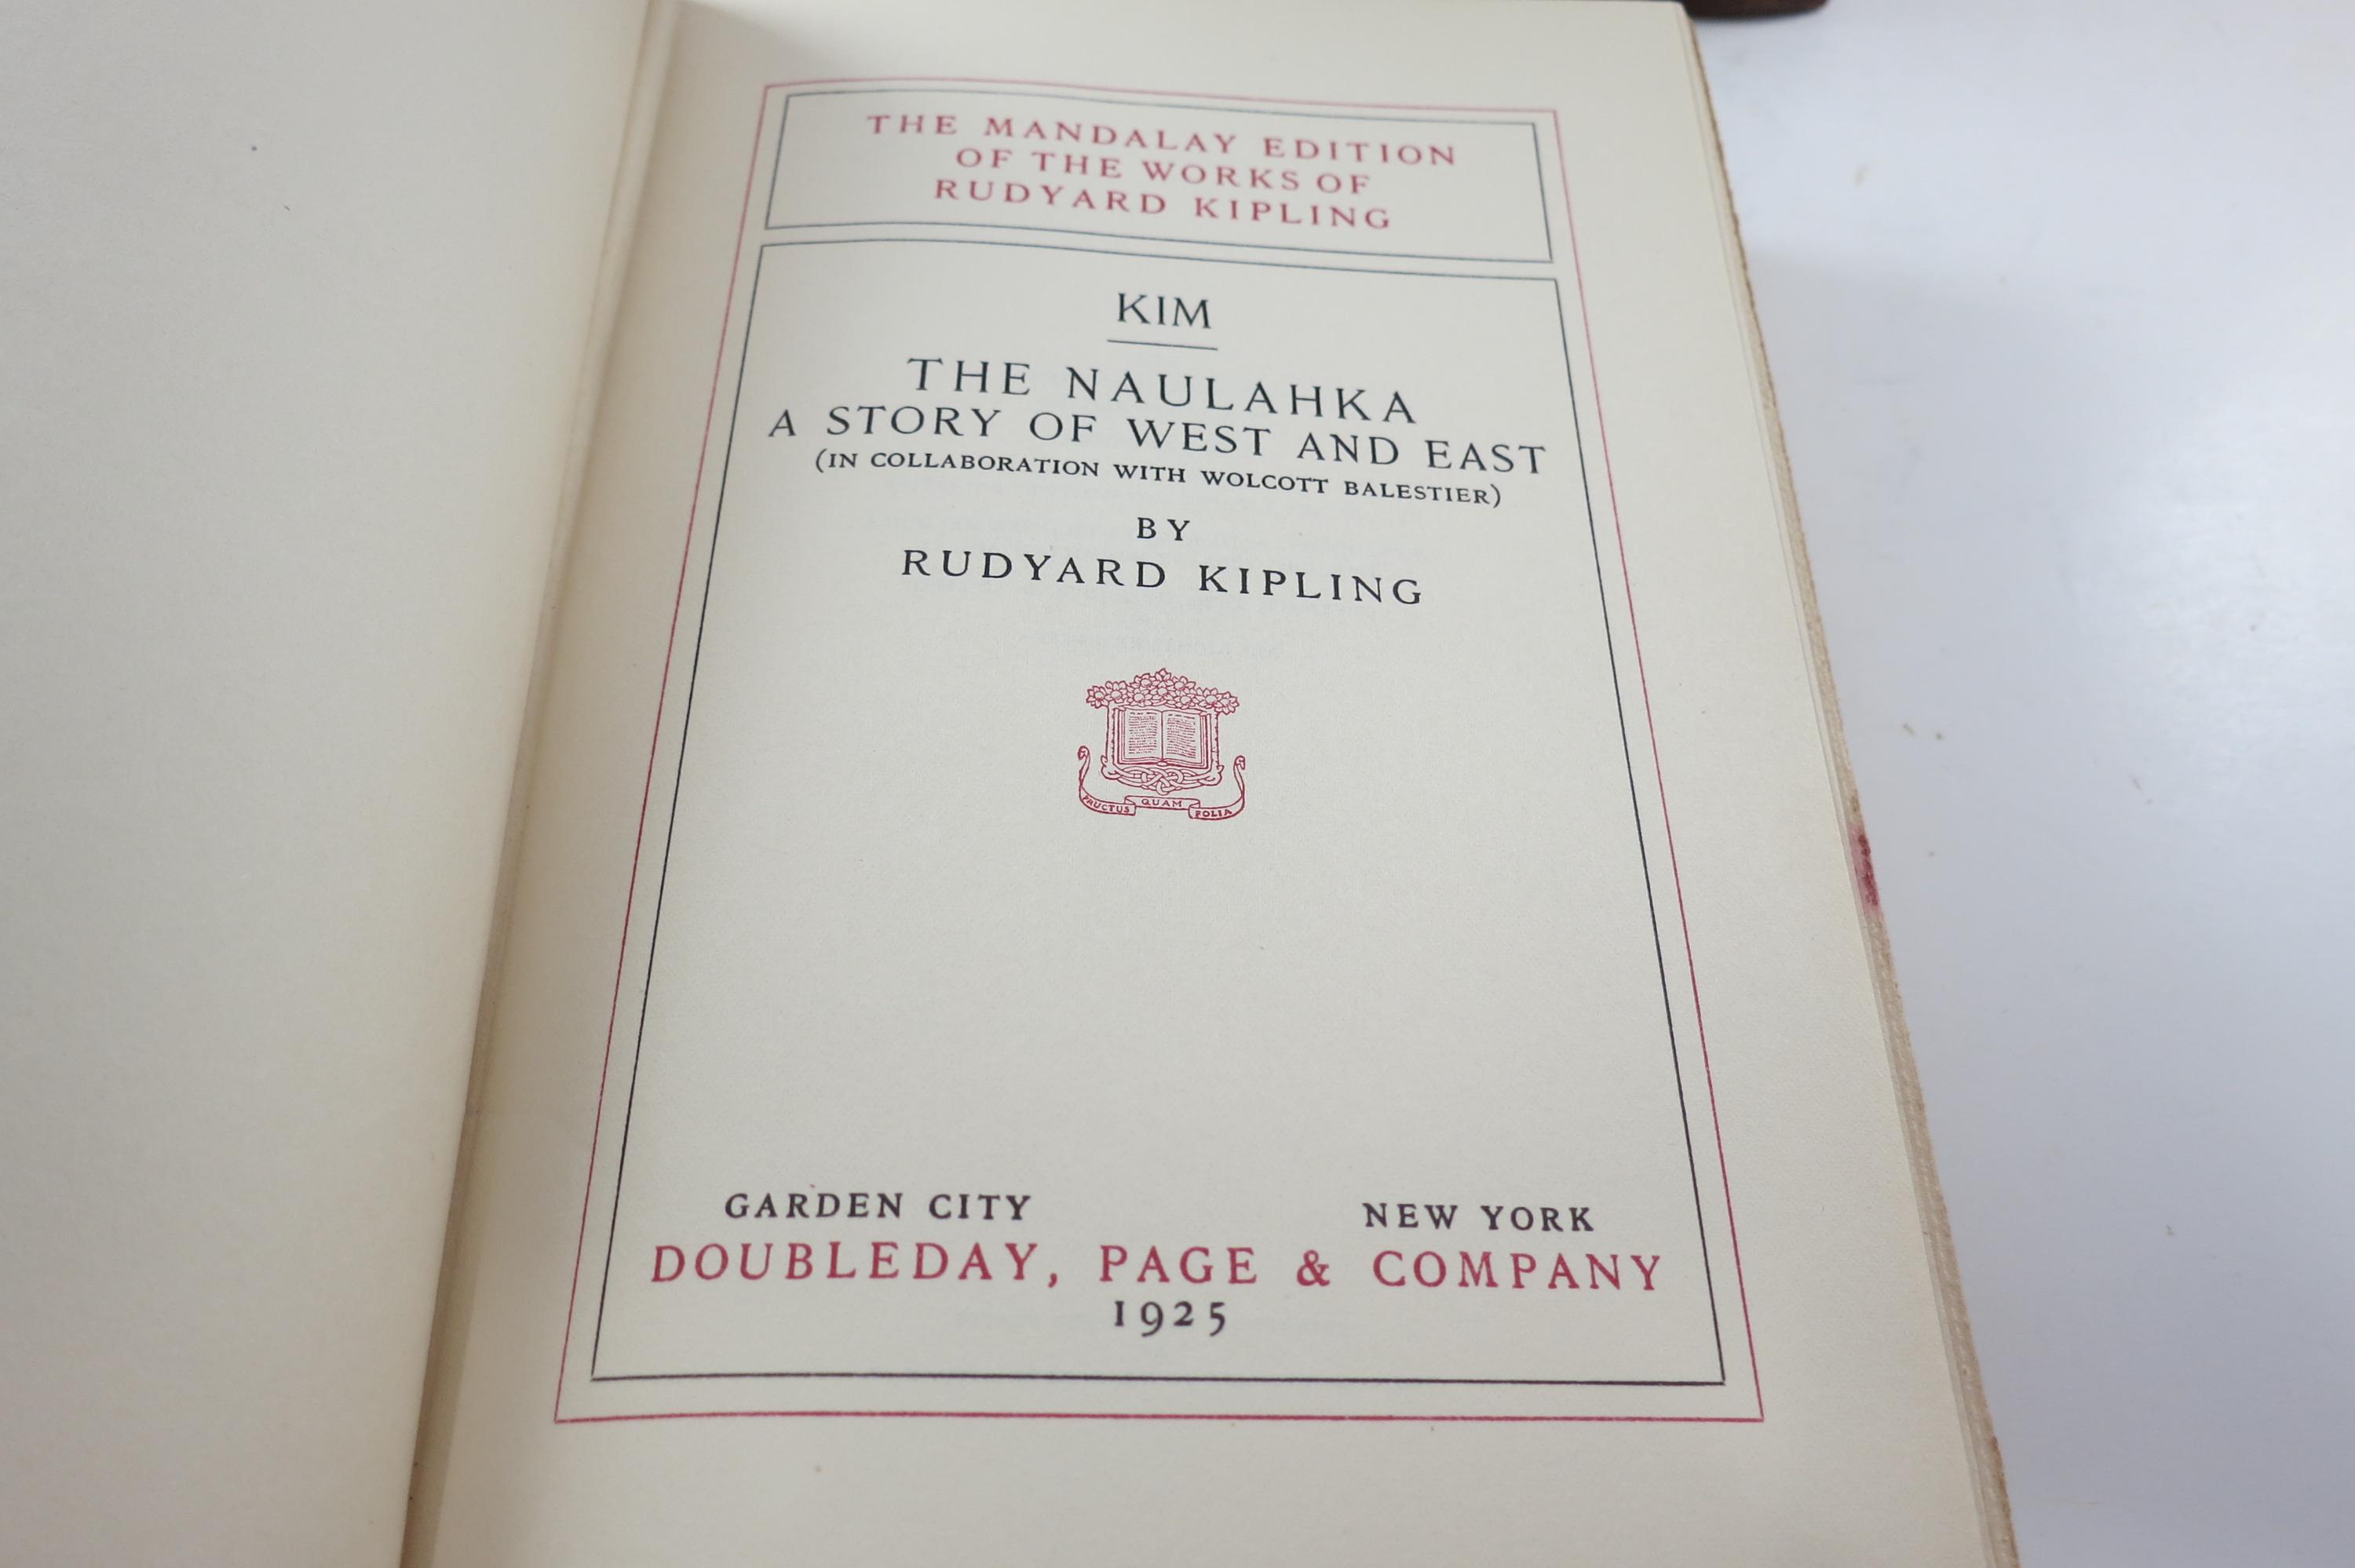 THE MANDALAY EDITION
OF THE WORKS OF
RUDYARD KIPLING
KIM
THE NAULAHKA
A STORY OF WEST AND EAST
(IN COLLABORATION WITH WOLCOTT BALESTIER)
BY
RUDYARD KIPLING
FRUCTUS QUAM FOLIA
GARDEN CITY NEW YORK
DOUBLEDAY, PAGE & COMPANY
1925